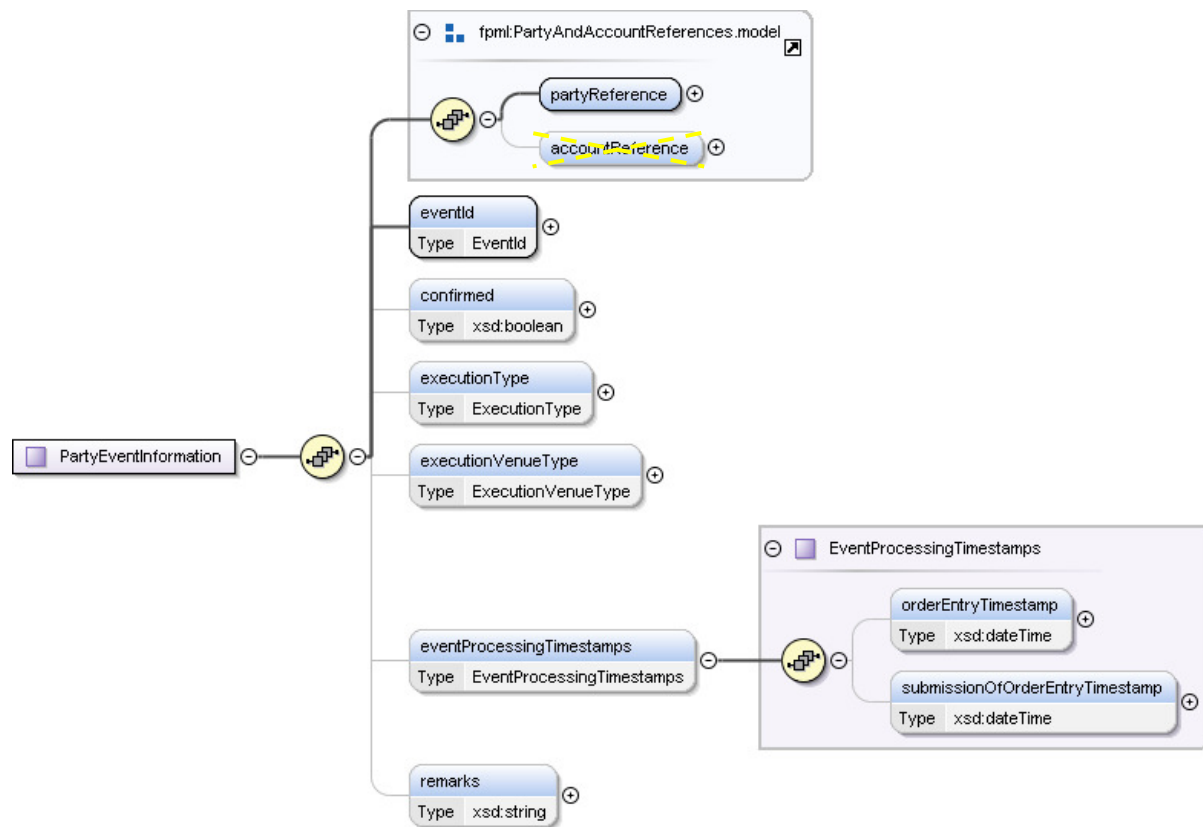 fpml:PartyAndAccountReferences.model
partyReference
accountReference
eventId
Type EventId
confirmed
Type xsd:boolean
executionType
Type ExecutionType
PartyEventInformation
executionVenueType
Type ExecutionVenueType
EventProcessingTimestamps
orderEntryTimestamp
Type xsd:dateTime
eventProcessingTimestamps
Type EventProcessingTimestamps
submissionOfOrderEntryTimestamp
Type xsd:dateTime
remarks
Type xsd:string